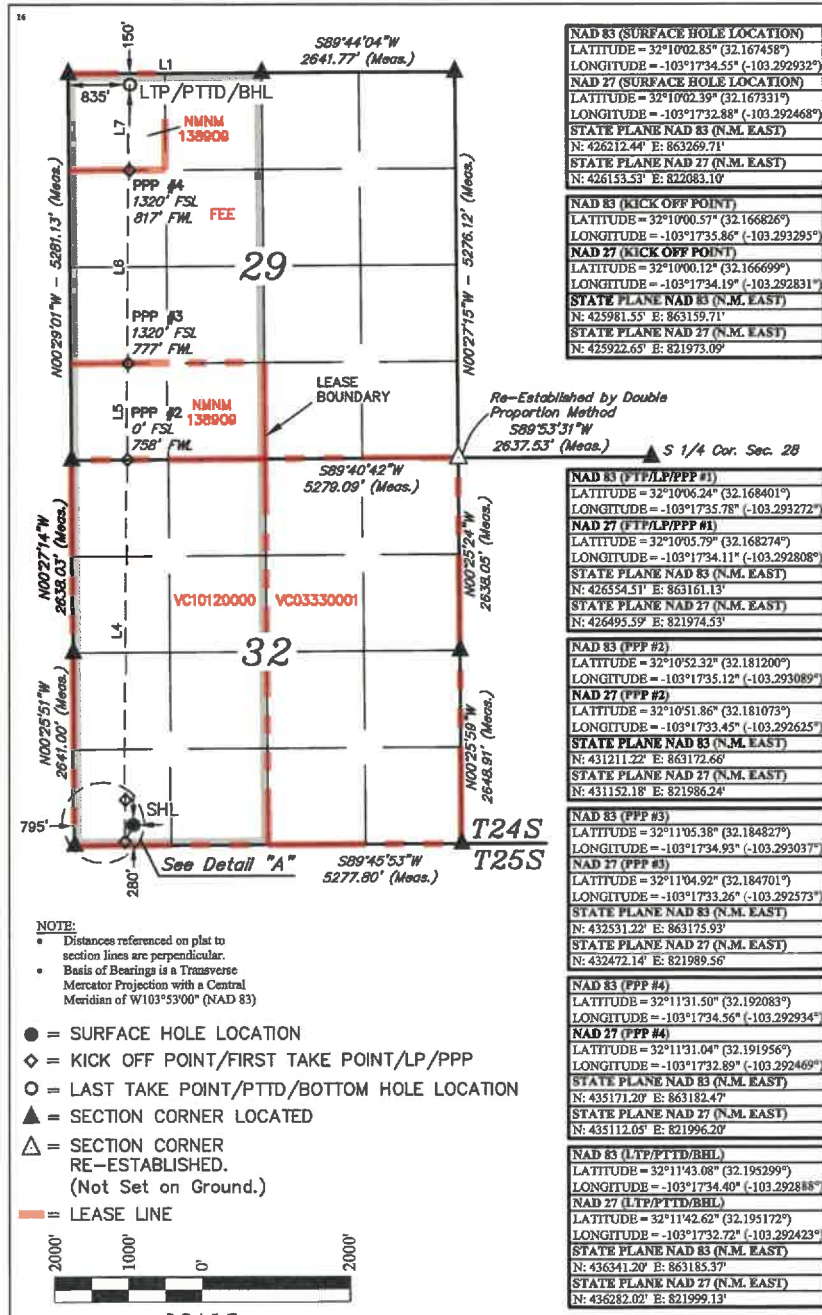 16
150'
S89°44'04"W
2641.77' (Meas.)
L1
835'
LTP/PTTD/BHL
L7
NMNM
138909
PPP #4
1320' FSL
817' FWL
FEE
L6
29
N00°29'01"W - 5281.13' (Meas.)
N00°27'15"W - 5276.12' (Meas.)
PPP #3
1320' FSL
777' FWL
LEASE
BOUNDARY
L5
PPP #2
0' FSL
758' FWL
NMNM
138909
Re-Established by Double
Proportion Method
S89°53'31"W
2637.53' (Meas.)
S 1/4 Cor. Sec. 28
S89°40'42"W
5279.09' (Meas.)
N00°27'14"W
2638.03' (Meas.)
N00°25'24"W
2638.05' (Meas.)
VC10120000
VC03330001
L4
32
N00°25'51"W
2641.00' (Meas.)
N00°25'59"W
2648.91' (Meas.)
795'
SHL
280'
See Detail "A"
S89°45'53"W
5277.80' (Meas.)
T24S
T25S
NOTE:
• Distances referenced on plat to
section lines are perpendicular.
• Basis of Bearings is a Transverse
Mercator Projection with a Central
Meridian of W103°53'00" (NAD 83)
= SURFACE HOLE LOCATION
= KICK OFF POINT/FIRST TAKE POINT/LP/PPP
= LAST TAKE POINT/PTTD/BOTTOM HOLE LOCATION
= SECTION CORNER LOCATED
= SECTION CORNER
RE-ESTABLISHED.
(Not Set on Ground.)
= LEASE LINE
2000' 1000' 0' 2000'
NAD 83 (SURFACE HOLE LOCATION)
LATITUDE = 32°10'02.85" (32.167458°)
LONGITUDE = -103°17'34.55" (-103.292932°)
NAD 27 (SURFACE HOLE LOCATION)
LATITUDE = 32°10'02.39" (32.167331°)
LONGITUDE = -103°17'32.88" (-103.292468°)
STATE PLANE NAD 83 (N.M. EAST)
N: 426212.44' E: 863269.71'
STATE PLANE NAD 27 (N.M. EAST)
N: 426153.53' E: 822083.10'
NAD 83 (KICK OFF POINT)
LATITUDE = 32°10'00.57" (32.166826°)
LONGITUDE = -103°17'35.86" (-103.293295°)
NAD 27 (KICK OFF POINT)
LATITUDE = 32°10'00.12" (32.166699°)
LONGITUDE = -103°17'34.19" (-103.292831°)
STATE PLANE NAD 83 (N.M. EAST)
N: 425981.55' E: 863159.71'
STATE PLANE NAD 27 (N.M. EAST)
N: 425922.65' E: 821973.09'
NAD 83 (FTP/LP/PPP #1)
LATITUDE = 32°10'06.24" (32.168401°)
LONGITUDE = -103°17'35.78" (-103.293272°)
NAD 27 (FTP/LP/PPP #1)
LATITUDE = 32°10'05.79" (32.168274°)
LONGITUDE = -103°17'34.11" (-103.292808°)
STATE PLANE NAD 83 (N.M. EAST)
N: 426554.51' E: 863161.13'
STATE PLANE NAD 27 (N.M. EAST)
N: 426495.59' E: 821974.53'
NAD 83 (PPP #2)
LATITUDE = 32°10'52.32" (32.181200°)
LONGITUDE = -103°17'35.12" (-103.293089°)
NAD 27 (PPP #2)
LATITUDE = 32°10'51.86" (32.181073°)
LONGITUDE = -103°17'33.45" (-103.292625°)
STATE PLANE NAD 83 (N.M. EAST)
N: 431211.22' E: 863172.66'
STATE PLANE NAD 27 (N.M. EAST)
N: 431152.18' E: 821986.24'
NAD 83 (PPP #3)
LATITUDE = 32°11'05.38" (32.184827°)
LONGITUDE = -103°17'34.93" (-103.293037°)
NAD 27 (PPP #3)
LATITUDE = 32°11'04.92" (32.184701°)
LONGITUDE = -103°17'33.26" (-103.292573°)
STATE PLANE NAD 83 (N.M. EAST)
N: 432531.22' E: 863175.93'
STATE PLANE NAD 27 (N.M. EAST)
N: 432472.14' E: 821989.56'
NAD 83 (PPP #4)
LATITUDE = 32°11'31.50" (32.192083°)
LONGITUDE = -103°17'34.56" (-103.292934°)
NAD 27 (PPP #4)
LATITUDE = 32°11'31.04" (32.191956°)
LONGITUDE = -103°17'32.89" (-103.292469°)
STATE PLANE NAD 83 (N.M. EAST)
N: 435171.20' E: 863182.47'
STATE PLANE NAD 27 (N.M. EAST)
N: 435112.05' E: 821996.20'
NAD 83 (LTP/PTTD/BHL)
LATITUDE = 32°11'43.08" (32.195299°)
LONGITUDE = -103°17'34.40" (-103.292888°)
NAD 27 (LTP/PTTD/BHL)
LATITUDE = 32°11'42.62" (32.195172°)
LONGITUDE = -103°17'32.72" (-103.292423°)
STATE PLANE NAD 83 (N.M. EAST)
N: 436341.20' E: 863185.37'
STATE PLANE NAD 27 (N.M. EAST)
N: 436282.02' E: 821999.13'